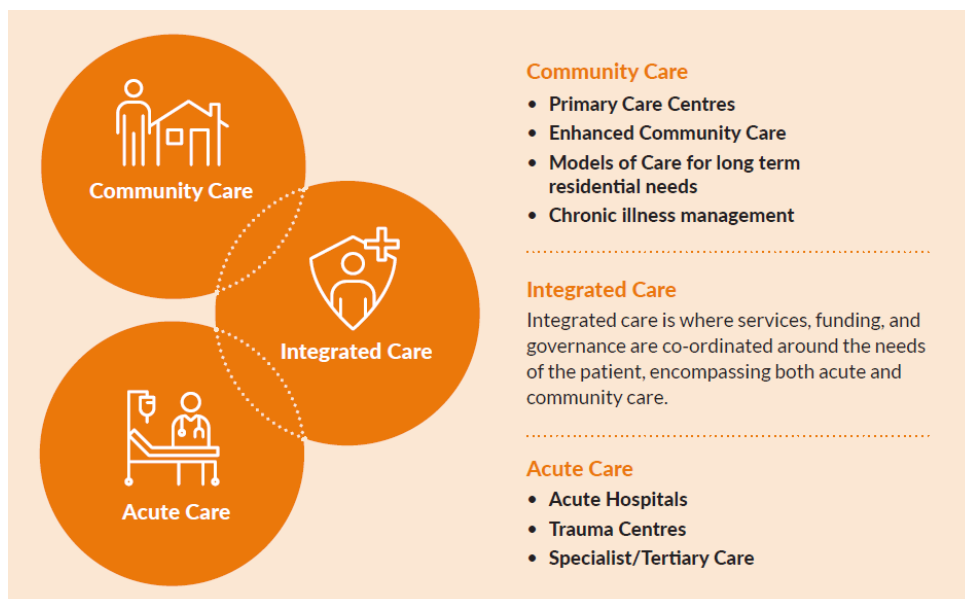 Community Care
Integrated Care
Acute Care
Community Care
• Primary Care Centres
• Enhanced Community Care
• Models of Care for long term
residential needs
• Chronic illness management
Integrated Care
Integrated care is where services, funding, and
governance are co-ordinated around the needs
of the patient, encompassing both acute and
community care.
Acute Care
• Acute Hospitals
• Trauma Centres
• Specialist/Tertiary Care